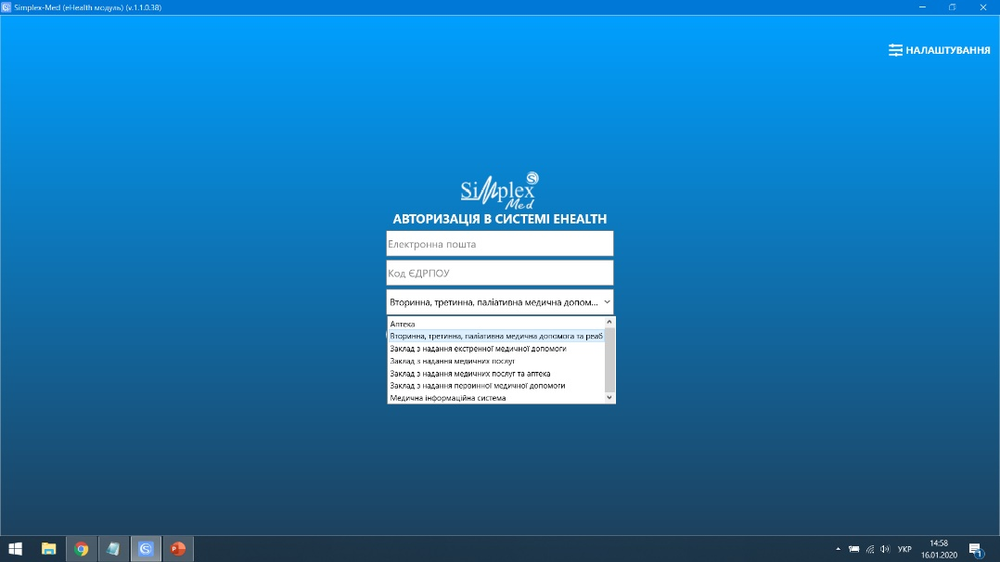 Simplex-Med (eHealth модуль) (v.1.1.0.38)
НАЛАШТУВАННЯ
Simplex
Med
АВТОРИЗАЦІЯ В СИСТЕМІ EHEALTH
Електронна пошта
Код ЄДРПОУ
Вторинна, третинна, паліативна медична допом...
Аптека
Вторинна, третинна, паліативна медична допомога та реаб
Заклад з надання екстренної медичної допомоги
Заклад з надання медичних послуг
Заклад з надання медичних послуг та аптека
Заклад з надання первинної медичної допомоги
Медична інформаційна система
УКР
14:58
16.01.2020
1